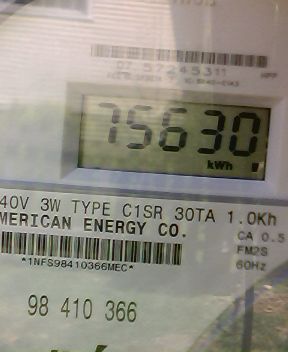 75630
kWh
40V 3W TYPE C1SR 30TA 1.0Kh
MERICAN ENERGY CO.
CA 0.5
FM2S
*1NFS98410366MEC*
60Hz
98 410 366